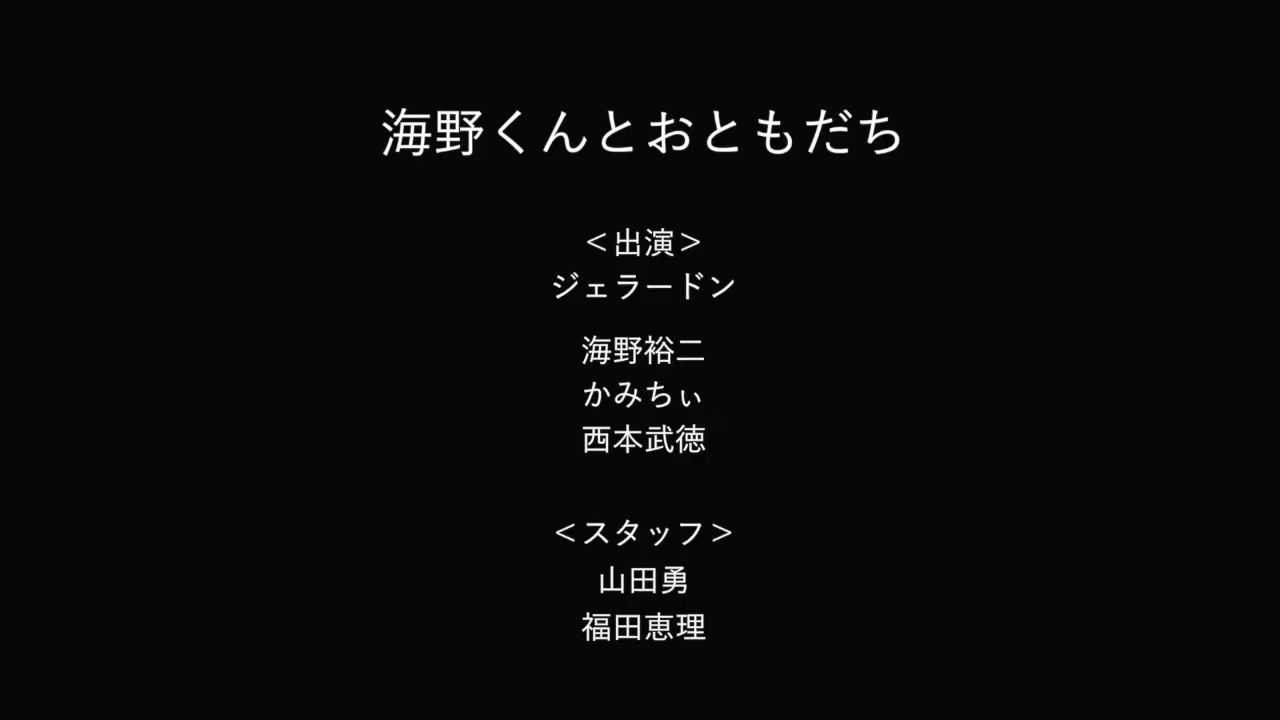 海野くんとおともだち
＜出演＞
ジェラードン
海野裕二
かみちぃ
西本武徳
＜スタッフ＞
山田勇
福田恵理